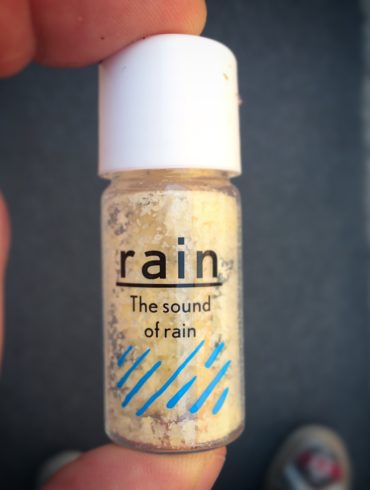 rain
The sound
of rain